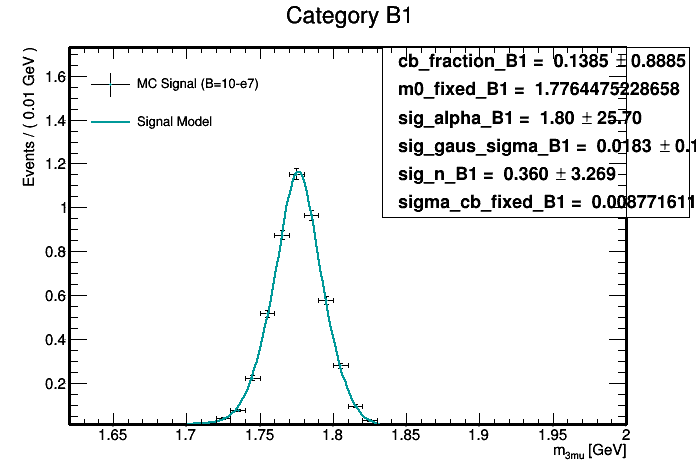 Category B1
Events / ( 0.01 GeV )
MC Signal (B=10-e7)
Signal Model
cb_fraction_B1 = 0.1385 ± 0.8885
m0_fixed_B1 = 1.7764475228658
sig_alpha_B1 = 1.80 ± 25.70
sig_gaus_sigma_B1 = 0.0183 ± 0.1
sig_n_B1 = 0.360 ± 3.269
sigma_cb_fixed_B1 = 0.008771611
1.6
1.4
1.2
1
0.8
0.6
0.4
0.2
1.65 1.7 1.75 1.8 1.85 1.9 1.95 2
m3mu [GeV]